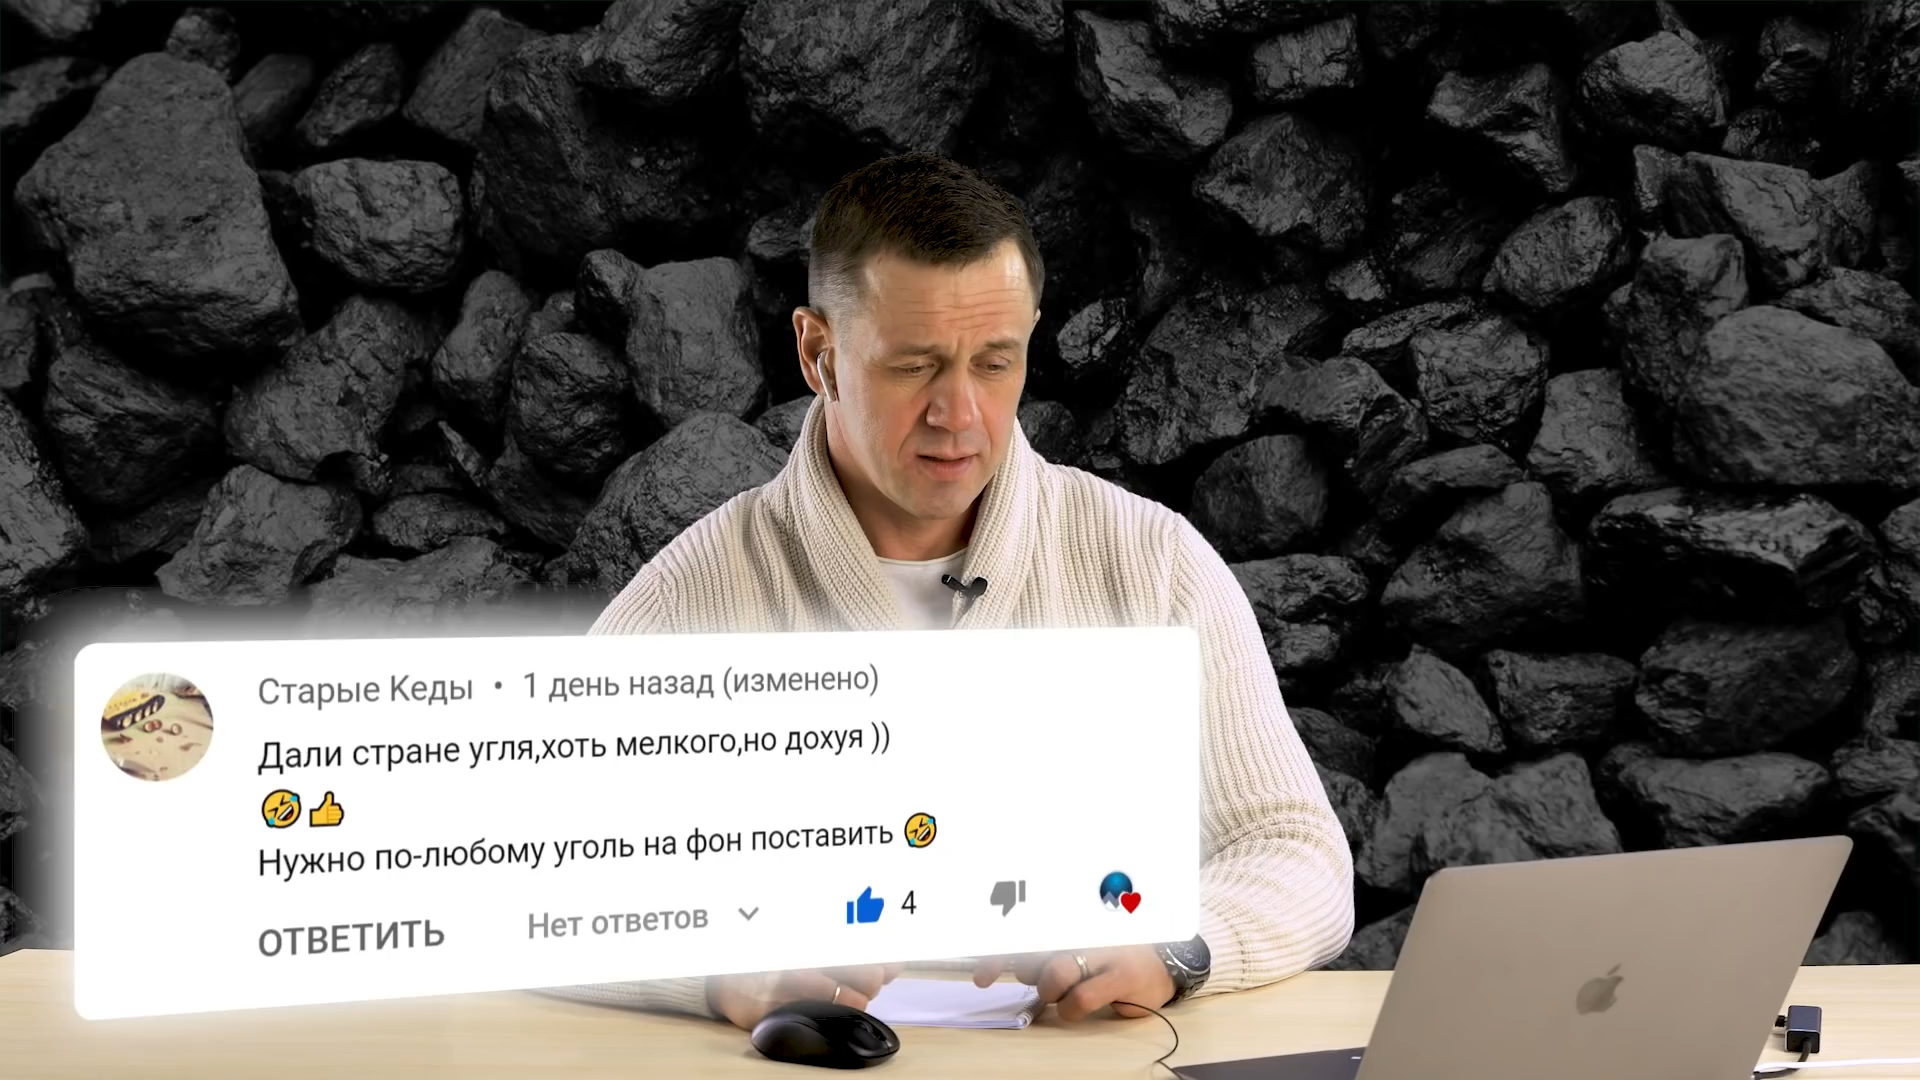 Старые Кеды • 1 день назад (изменено)
Дали стране угля,хоть мелкого,но дохуя ))
🤣👍
Нужно по-любому уголь на фон поставить 🤣
ОТВЕТИТЬ Нет ответов 4